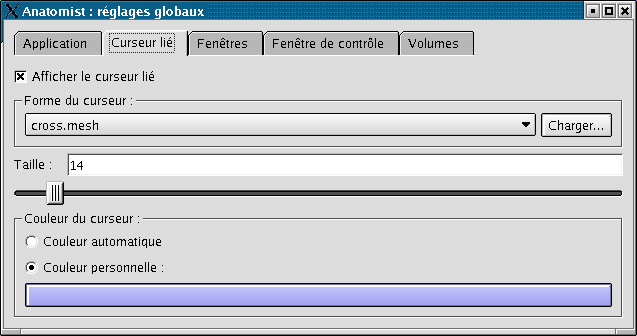 Anatomist : réglages globaux
Application Curseur lié Fenêtres Fenêtre de contrôle Volumes
Afficher le curseur lié
Forme du curseur :
cross.mesh Charger...
Taille : 14
Couleur du curseur :
Couleur automatique
Couleur personnelle :